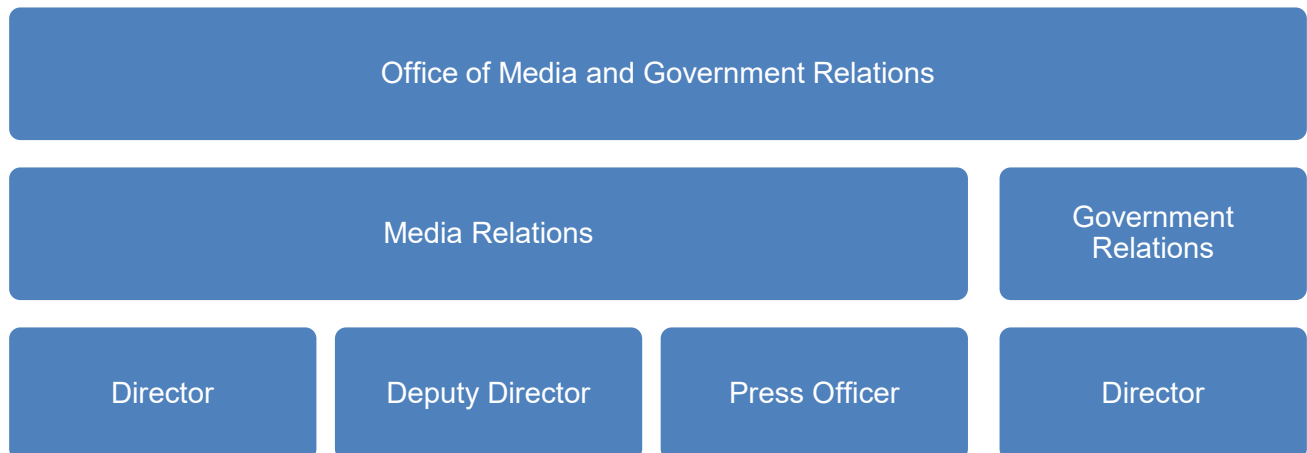 Office of Media and Government Relations
Media Relations
Government
Relations
Director
Deputy Director
Press Officer
Director